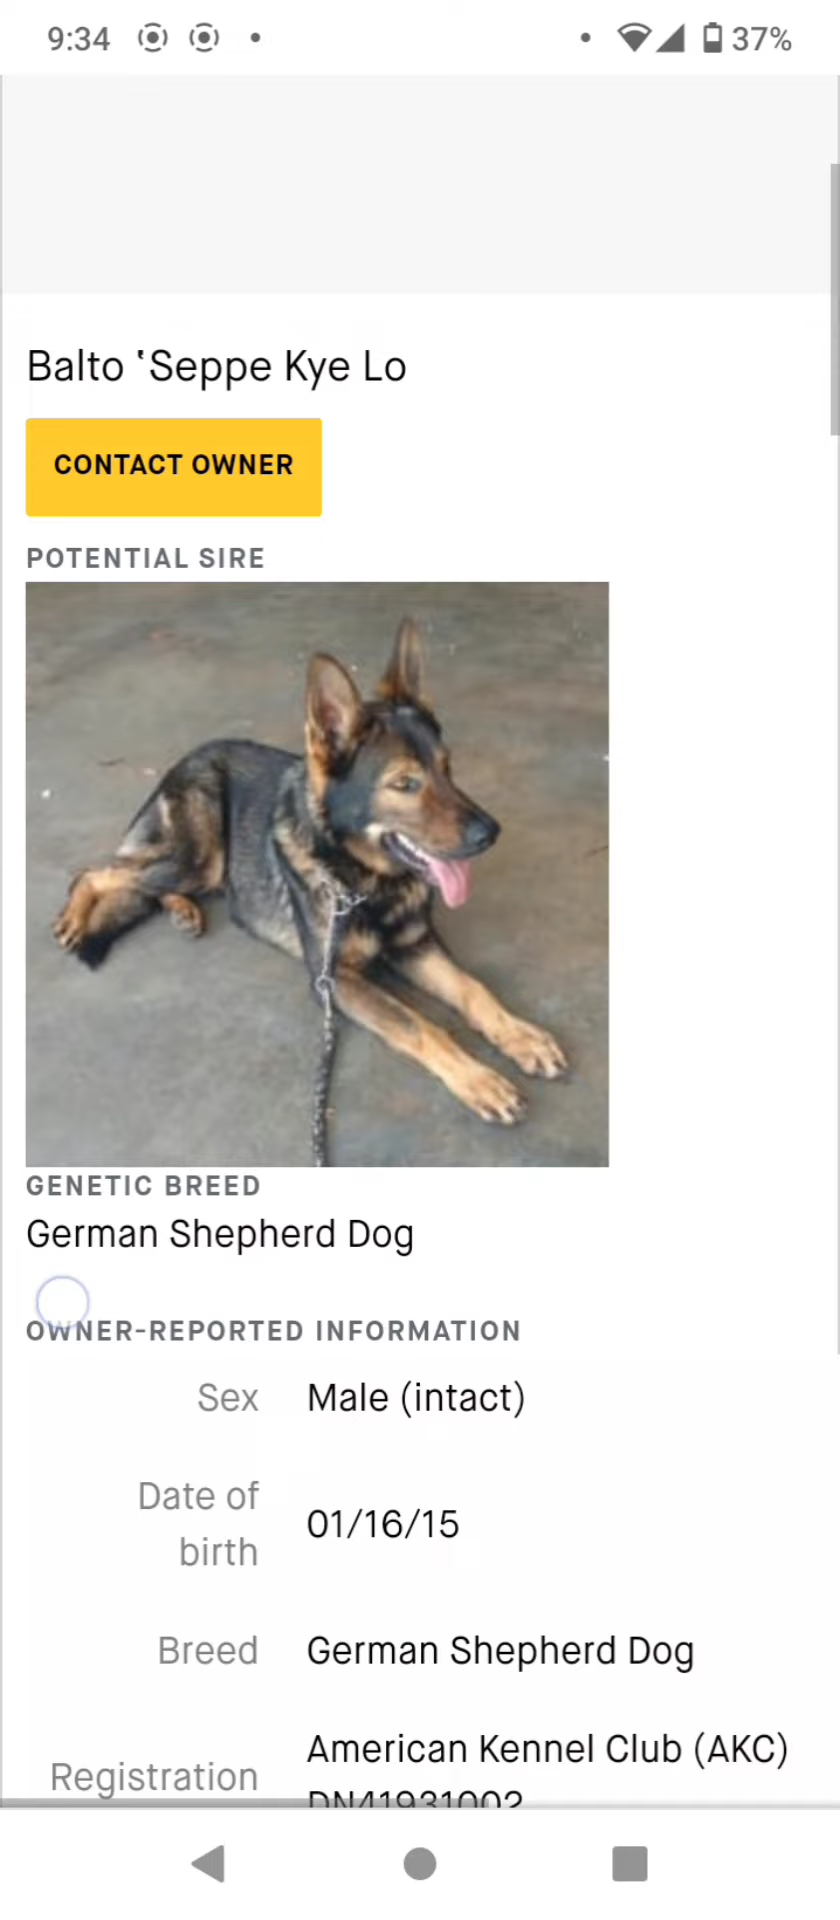 9:34
37%
Balto 'Seppe Kye Lo
CONTACT OWNER
POTENTIAL SIRE
GENETIC BREED
German Shepherd Dog
OWNER-REPORTED INFORMATION
Sex Male (intact)
Date of
birth 01/16/15
Breed German Shepherd Dog
Registration American Kennel Club (AKC)
DN41931002